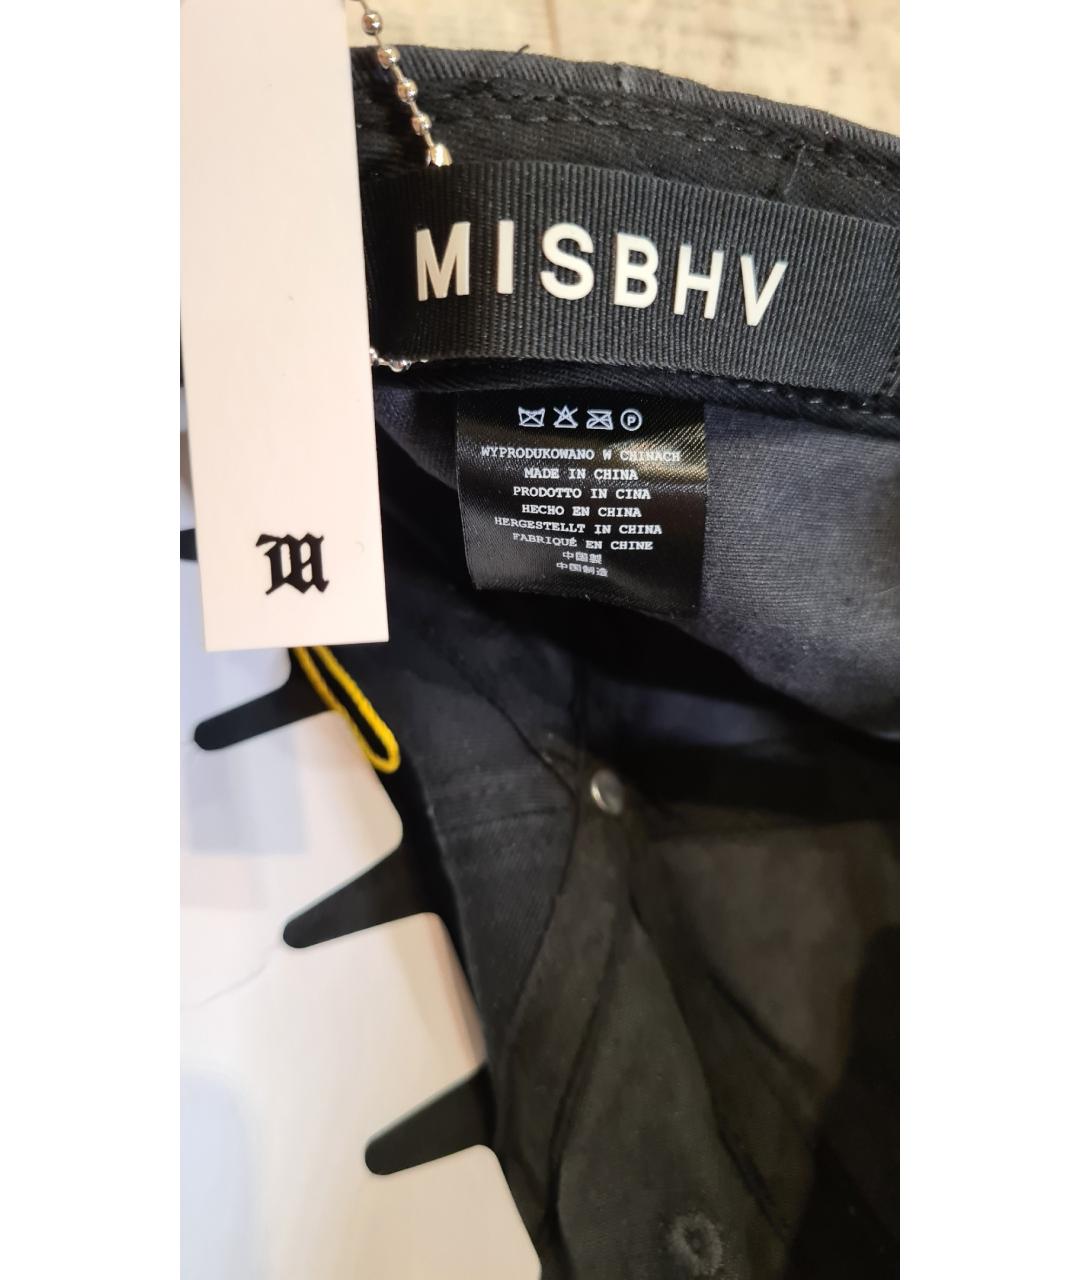 MISBHV
P
WYPRODUKOWANO W CHINACH
MADE IN CHINA
PRODOTTO IN CINA
HECHO EN CHINA
HERGESTELLT IN CHINA
FABRIQUÉ EN CHINE
中国製
中国制造
M